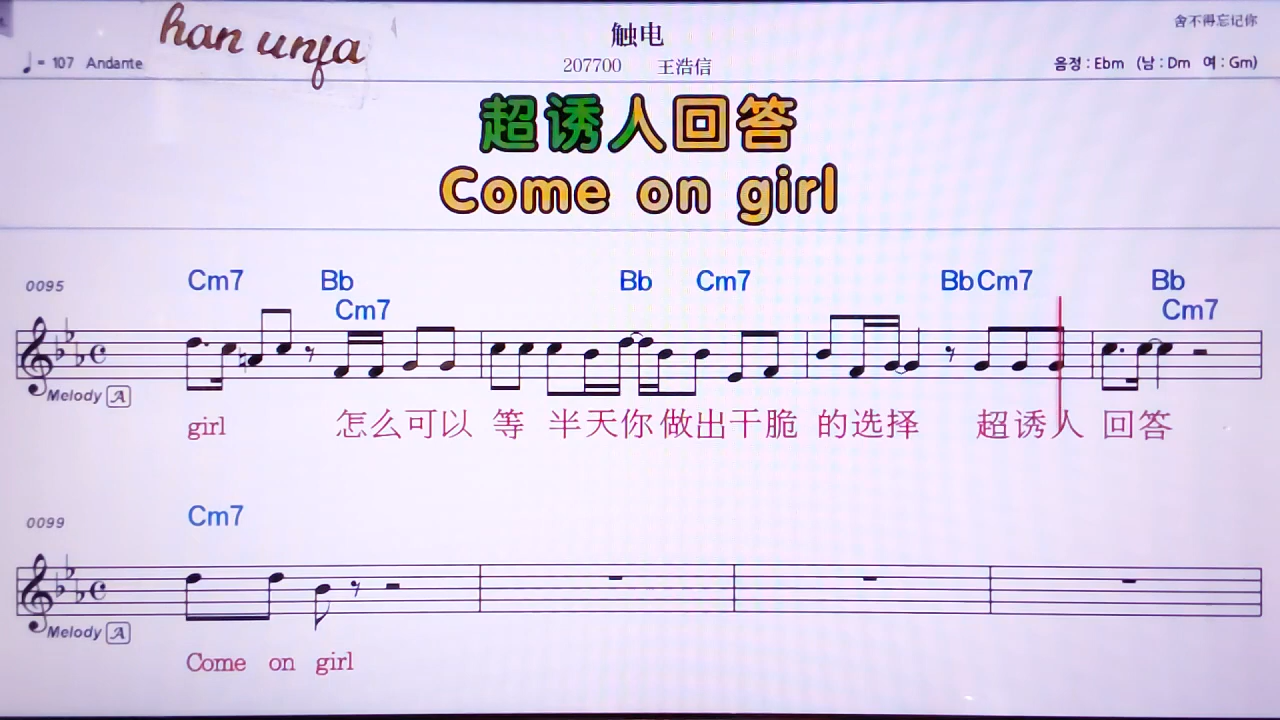 han unfa
触电
舍不得忘记你
♩= 107 Andante
207700 王浩信
음정 : Ebm (남 : Dm 여 : Gm)
超诱人回答
Come on girl
0095
Cm7 Bb Bb Cm7 Bb Cm7 Bb
Cm7 Cm7
Melody A
girl 怎么可以 等 半天你做出干脆 的选择 超诱人 回答
0099
Cm7
Melody A
Come on girl